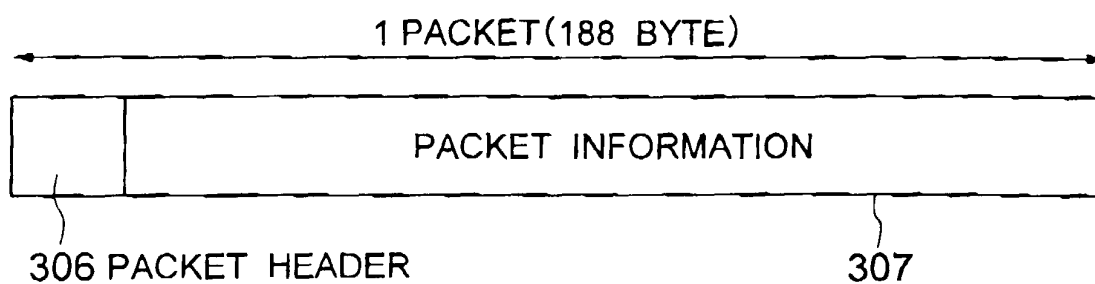 1 PACKET(188 BYTE)
PACKET INFORMATION
306 PACKET HEADER
307